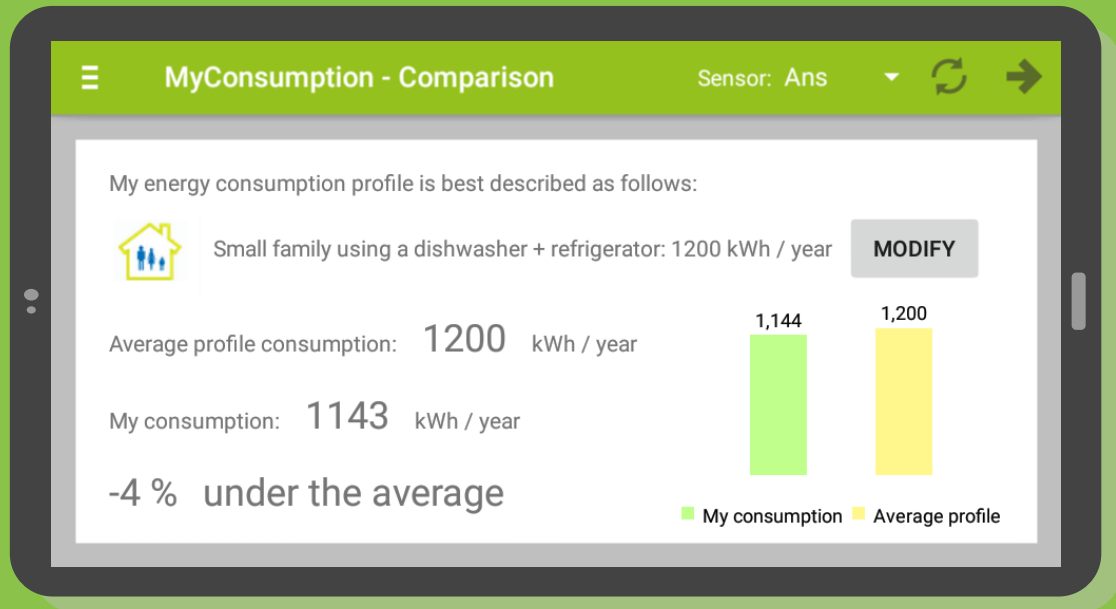 MyConsumption - Comparison Sensor: Ans
My energy consumption profile is best described as follows:
Small family using a dishwasher + refrigerator: 1200 kWh / year MODIFY
Average profile consumption: 1200 kWh / year
My consumption: 1143 kWh / year
-4 % under the average
1,144 1,200
My consumption Average profile